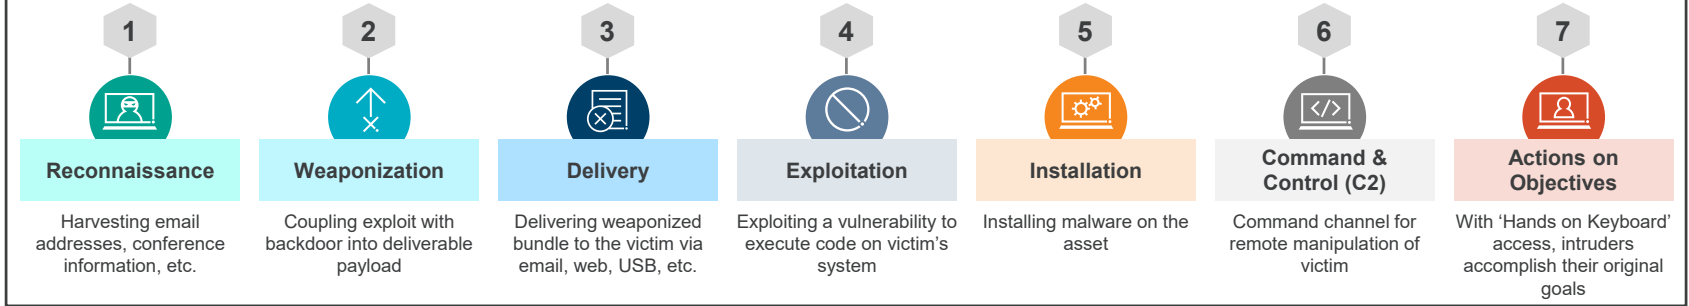 1
2
3
4
5
6
7
Reconnaissance
Weaponization
Delivery
Exploitation
Installation
Command &
Control (C2)
Actions on
Objectives
Harvesting email
addresses, conference
information, etc.
Coupling exploit with
backdoor into deliverable
payload
Delivering weaponized
bundle to the victim via
email, web, USB, etc.
Exploiting a vulnerability to
execute code on victim’s
system
Installing malware on the
asset
Command channel for
remote manipulation of
victim
With ‘Hands on Keyboard’
access, intruders
accomplish their original
goals